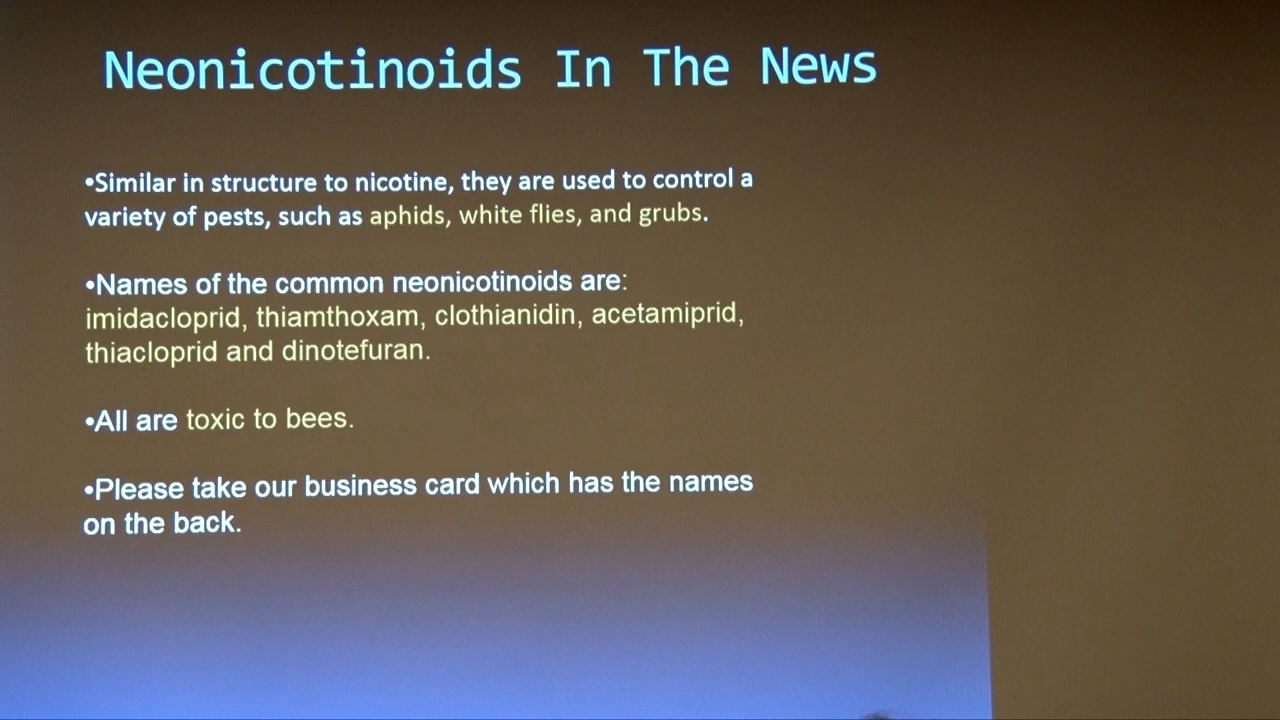 Neonicotinoids In The News
•Similar in structure to nicotine, they are used to control a
variety of pests, such as aphids, white flies, and grubs.
•Names of the common neonicotinoids are:
imidacloprid, thiamthoxam, clothianidin, acetamiprid,
thiacloprid and dinotefuran.
•All are toxic to bees.
•Please take our business card which has the names
on the back.